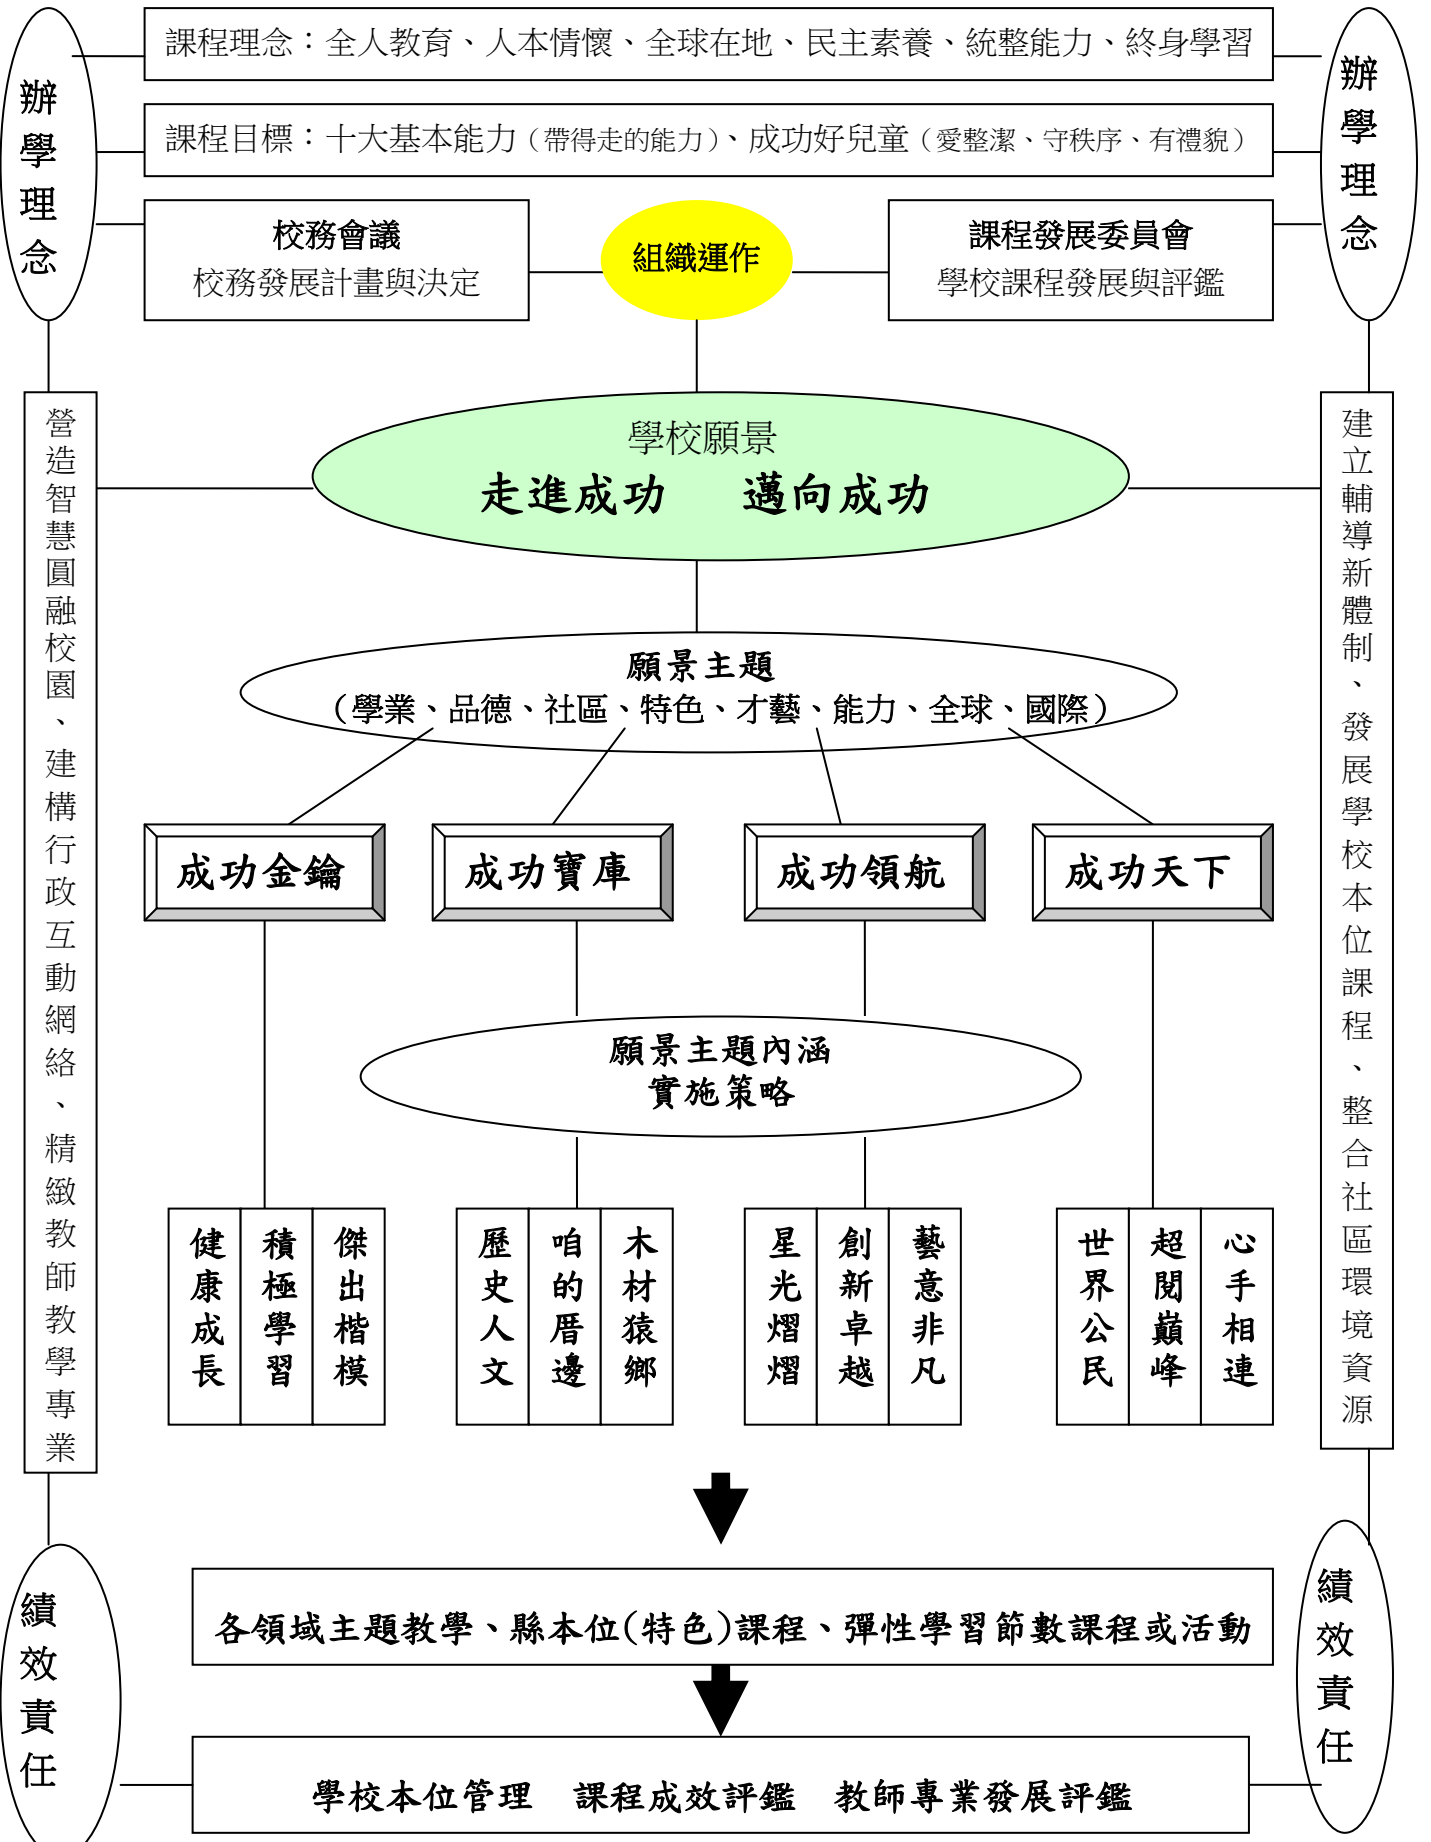 辦學理念
課程理念：全人教育、人本情懷、全球在地、民主素養、統整能力、終身學習
辦學理念
課程目標：十大基本能力（帶得走的能力）、成功好兒童（愛整潔、守秩序、有禮貌）
校務會議
校務發展計畫與決定
組織運作
課程發展委員會
學校課程發展與評鑑
營造智慧圓融校園、建構行政互動網絡、精緻教師教學專業
學校願景
走進成功 邁向成功
建立輔導新體制、發展學校本位課程、整合社區環境資源
願景主題
（學業、品德、社區、特色、才藝、能力、全球、國際）
成功金鑰
成功寶庫
成功領航
成功天下
願景主題內涵
實施策略
健康成長
積極學習
傑出楷模
歷史人文
咱的厝邊
木材猿鄉
星光熠熠
創新卓越
藝意非凡
世界公民
超閱巔峰
心手相連
績效責任
各領域主題教學、縣本位(特色)課程、彈性學習節數課程或活動
績效責任
學校本位管理 課程成效評鑑 教師專業發展評鑑